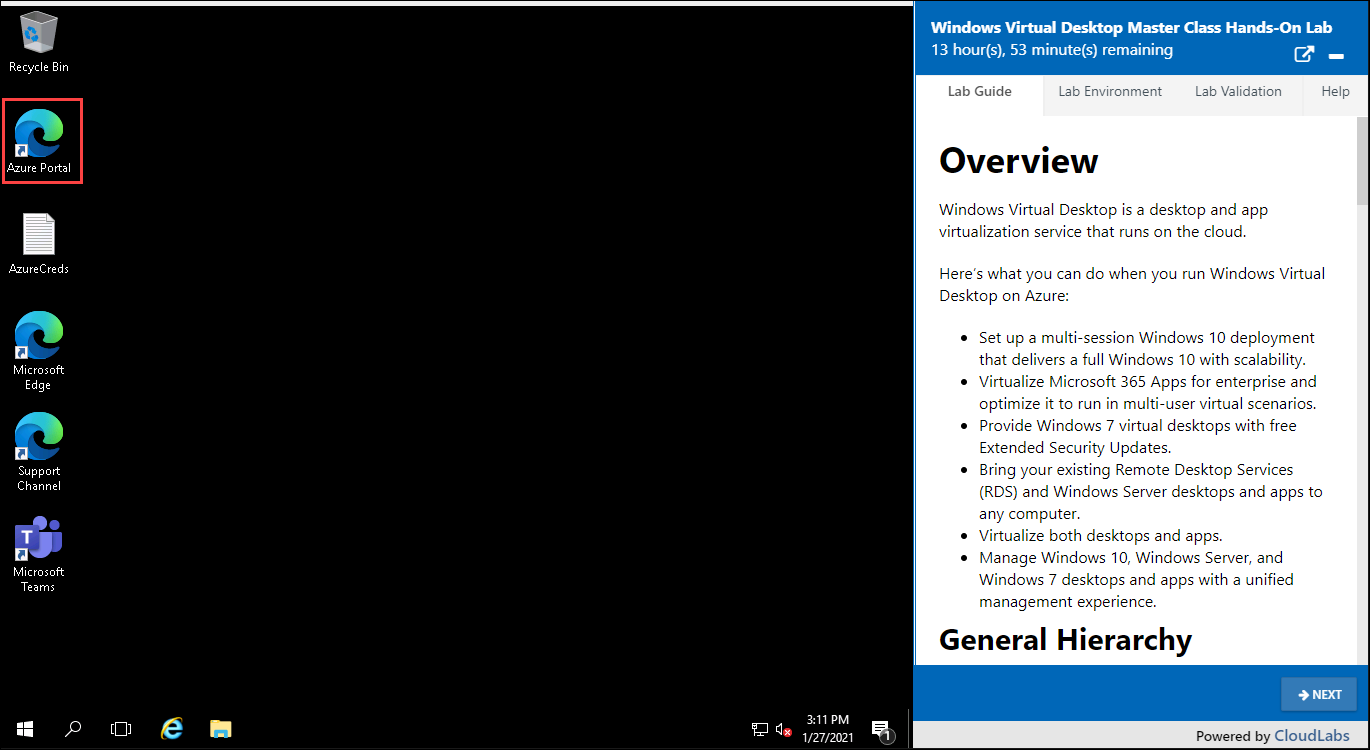 Recycle Bin
Azure Portal
AzureCreds
Microsoft
Edge
Support
Channel
T
Microsoft
Teams
3:11 PM
1/27/2021
1
Windows Virtual Desktop Master Class Hands-On Lab
13 hour(s), 53 minute(s) remaining
Lab Guide Lab Environment Lab Validation Help
Overview
Windows Virtual Desktop is a desktop and app
virtualization service that runs on the cloud.
Here's what you can do when you run Windows Virtual
Desktop on Azure:
• Set up a multi-session Windows 10 deployment
that delivers a full Windows 10 with scalability.
• Virtualize Microsoft 365 Apps for enterprise and
optimize it to run in multi-user virtual scenarios.
• Provide Windows 7 virtual desktops with free
Extended Security Updates.
• Bring your existing Remote Desktop Services
(RDS) and Windows Server desktops and apps to
any computer.
• Virtualize both desktops and apps.
• Manage Windows 10, Windows Server, and
Windows 7 desktops and apps with a unified
management experience.
General Hierarchy
→ NEXT
Powered by CloudLabs